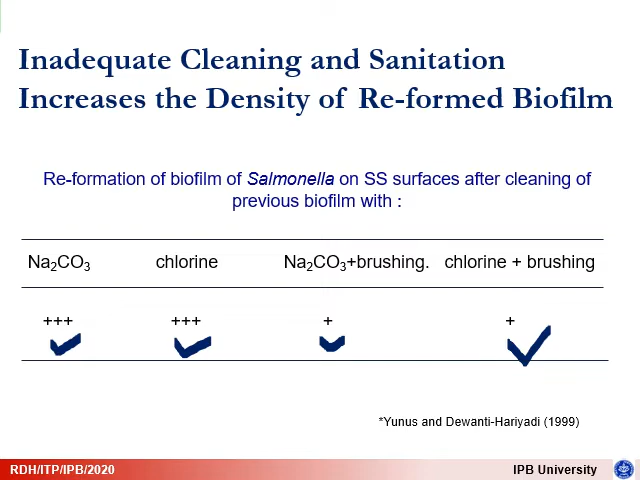 Inadequate Cleaning and Sanitation
Increases the Density of Re-formed Biofilm
Re-formation of biofilm of Salmonella on SS surfaces after cleaning of
previous biofilm with :
Na₂CO₃ chlorine Na₂CO₃+brushing. chlorine + brushing
+++ +++ + +
*Yunus and Dewanti-Hariyadi (1999)
RDH/ITP/IPB/2020 IPB University